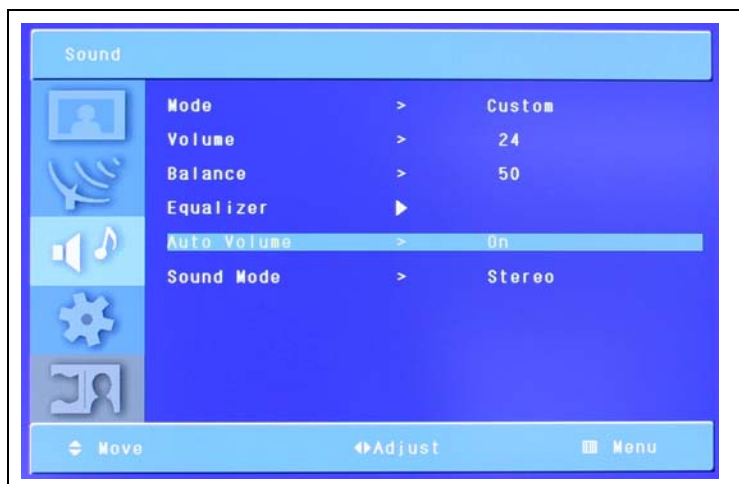 Sound
Mode > Custom
Volume > 24
Balance > 50
Equalizer ▶
Auto Volume > On
Sound Mode > Stereo
Move Adjust Menu